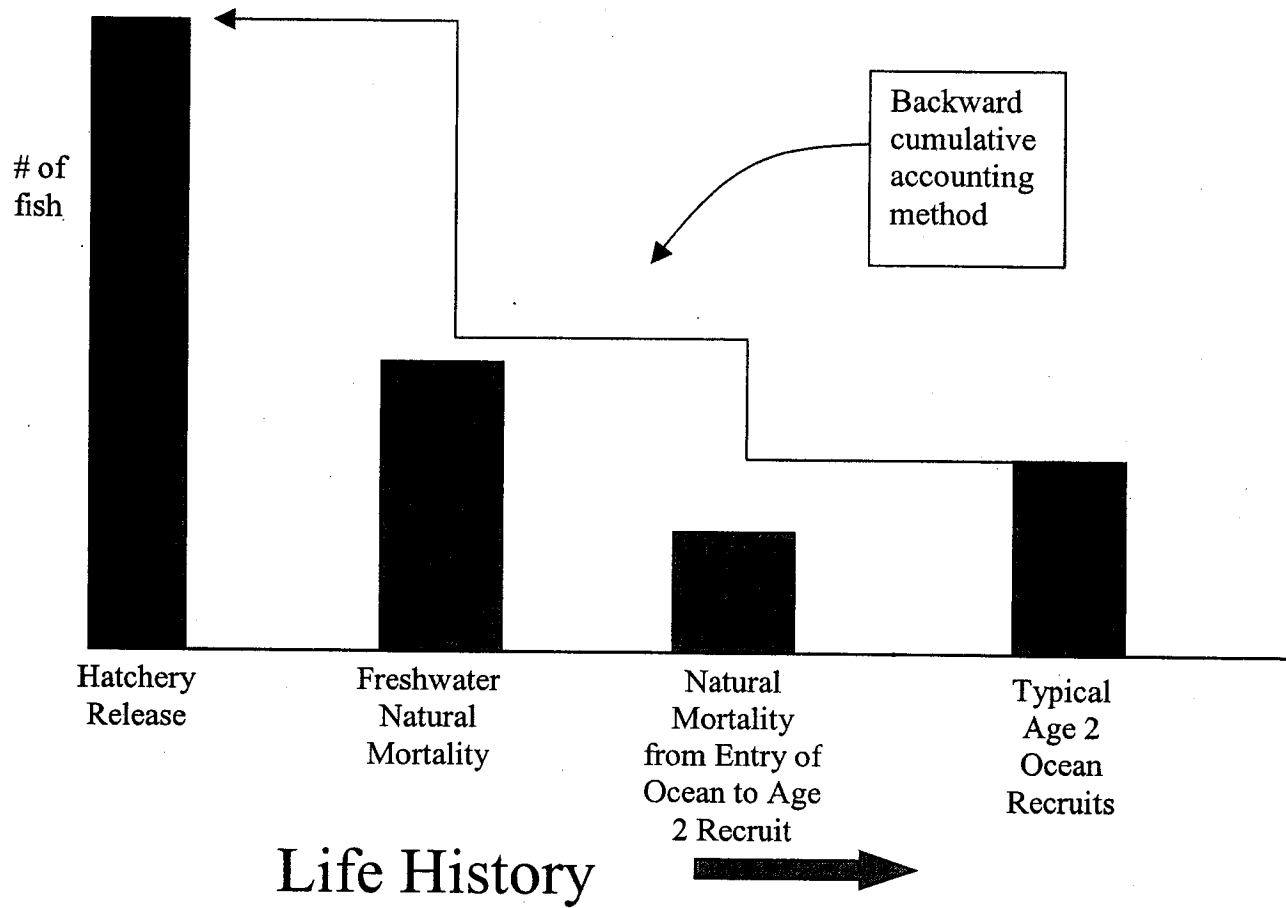 # of
fish
Backward
cumulative
accounting
method
Hatchery
Release
Freshwater
Natural
Mortality
Natural
Mortality
from Entry of
Ocean to Age
2 Recruit
Typical
Age 2
Ocean
Recruits
Life History